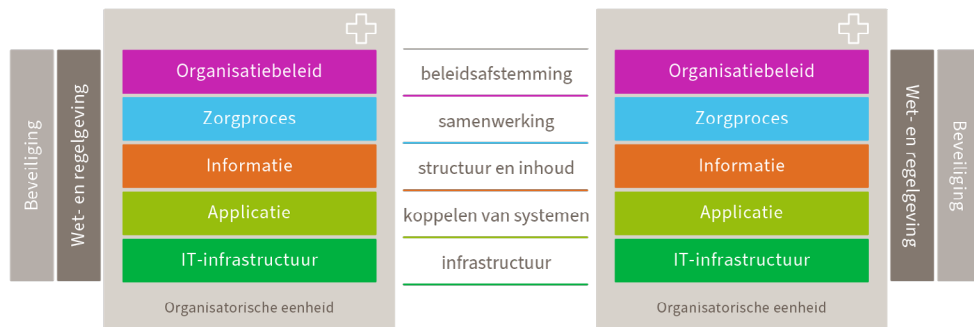 Beveiliging
Wet- en regelgeving
Organisatiebeleid
Zorgproces
Informatie
Applicatie
IT-infrastructuur
Organisatorische eenheid
beleidsafstemming
samenwerking
structuur en inhoud
koppelen van systemen
infrastructuur
Organisatiebeleid
Zorgproces
Informatie
Applicatie
IT-infrastructuur
Organisatorische eenheid
Wet- en regelgeving
Beveiliging